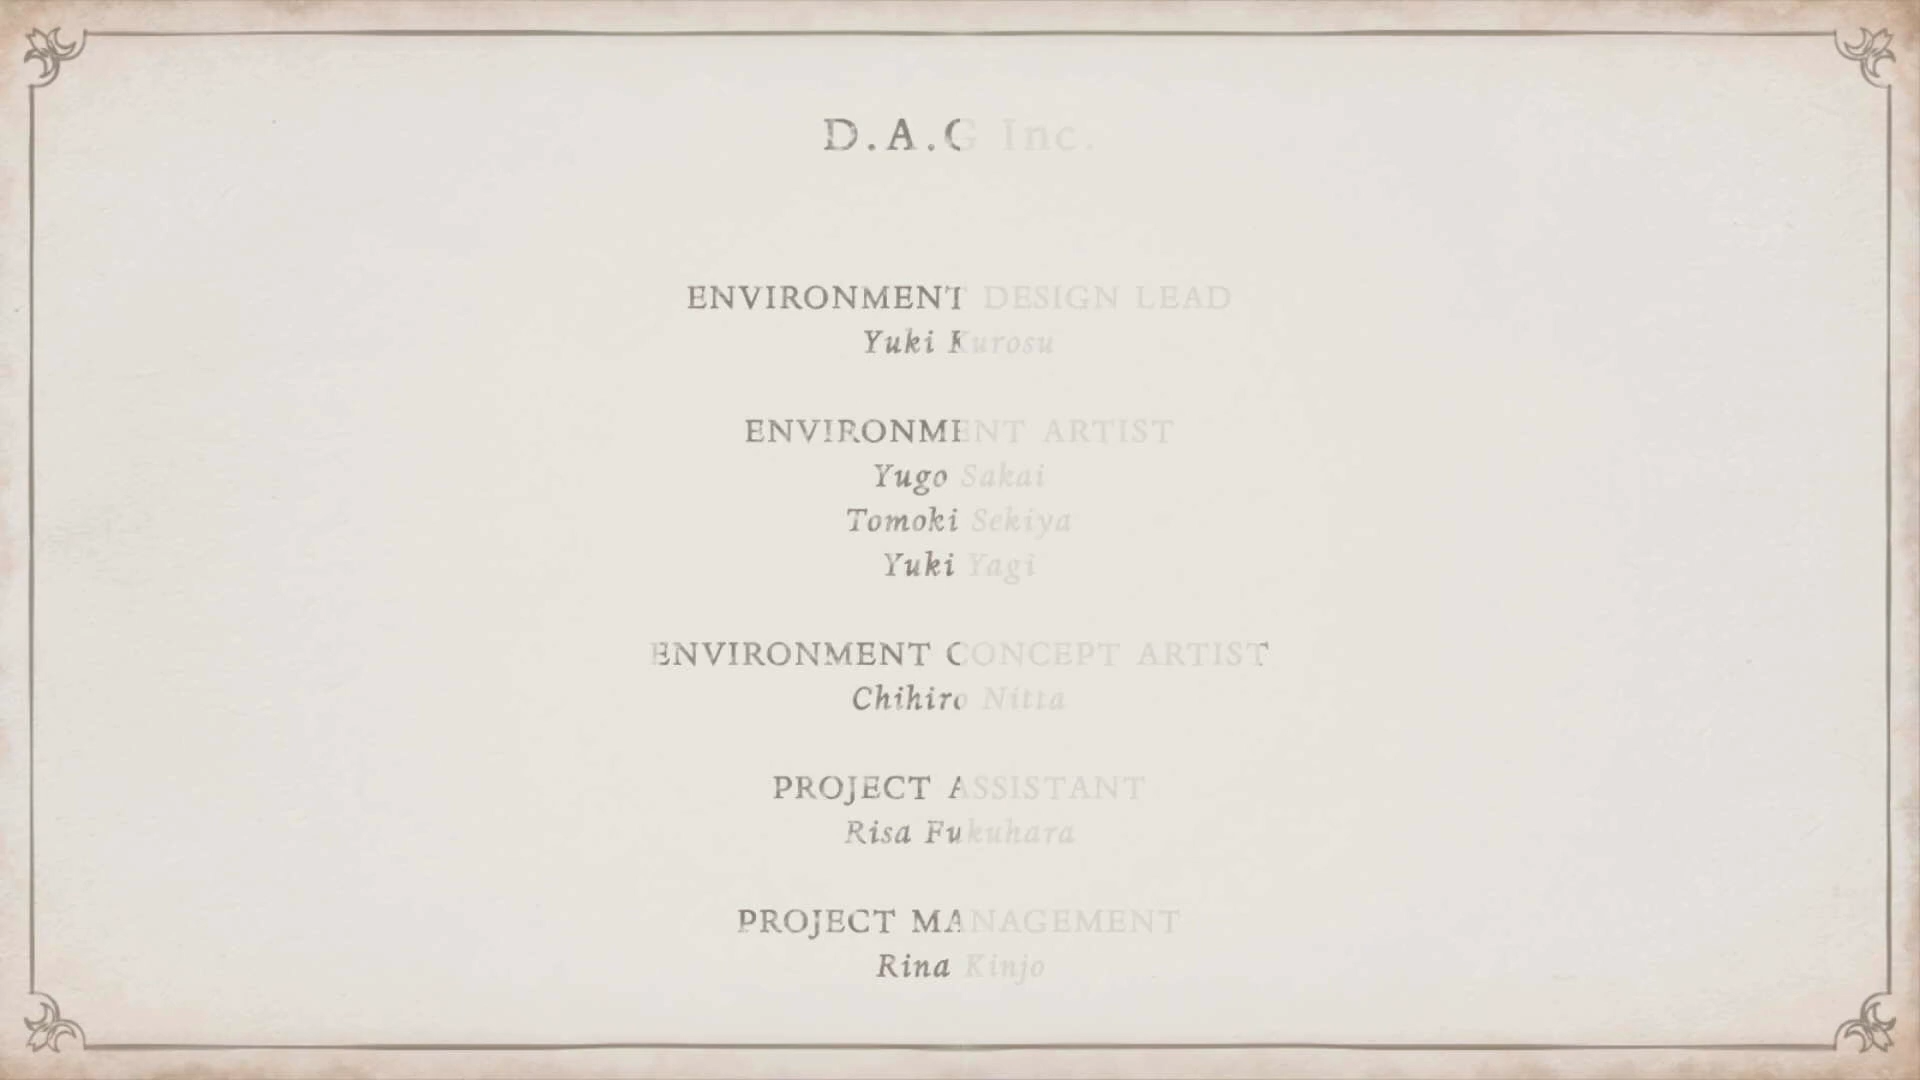 D.A.G Inc.
ENVIRONMENT DESIGN LEAD
Yuki Kurosu
ENVIRONMENT ARTIST
Yugo Sakai
Tomoki Sekiya
Yuki Yagi
ENVIRONMENT CONCEPT ARTIST
Chihiro Nitta
PROJECT ASSISTANT
Risa Fukuhara
PROJECT MANAGEMENT
Rina Kinjo